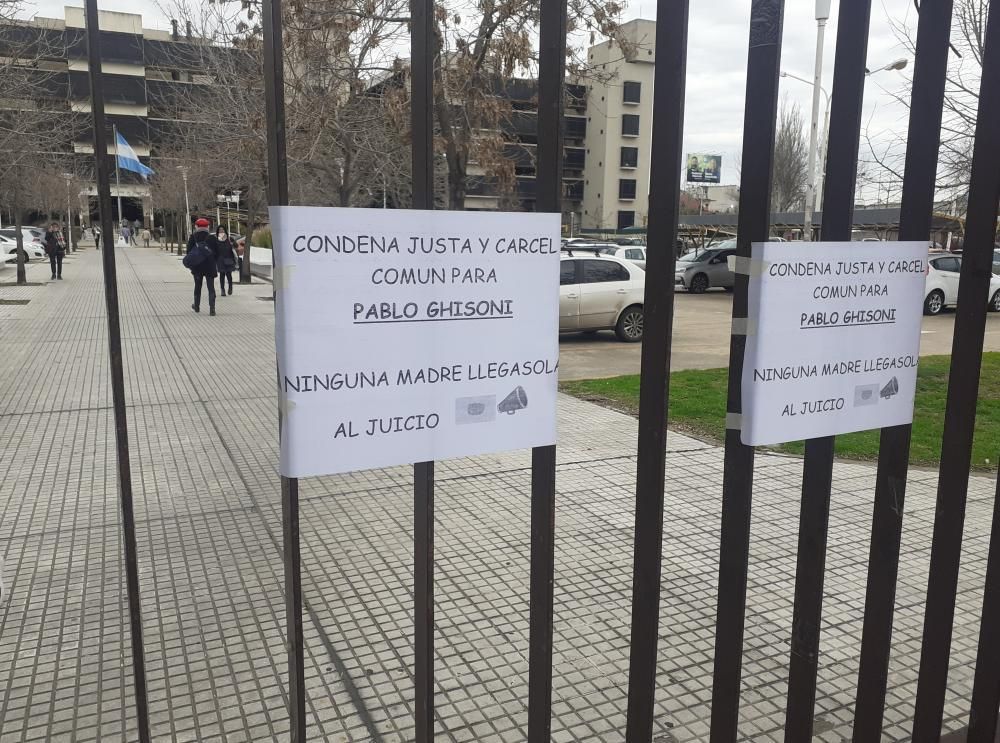 CONDENA JUSTA Y CARCEL
COMUN PARA
PABLO GHISONI
NINGUNA MADRE LLEGASOLA
AL JUICIO
CONDENA JUSTA Y CARCEL
COMUN PARA
PABLO GHISONI
NINGUNA MADRE LLEGASOLA
AL JUICIO